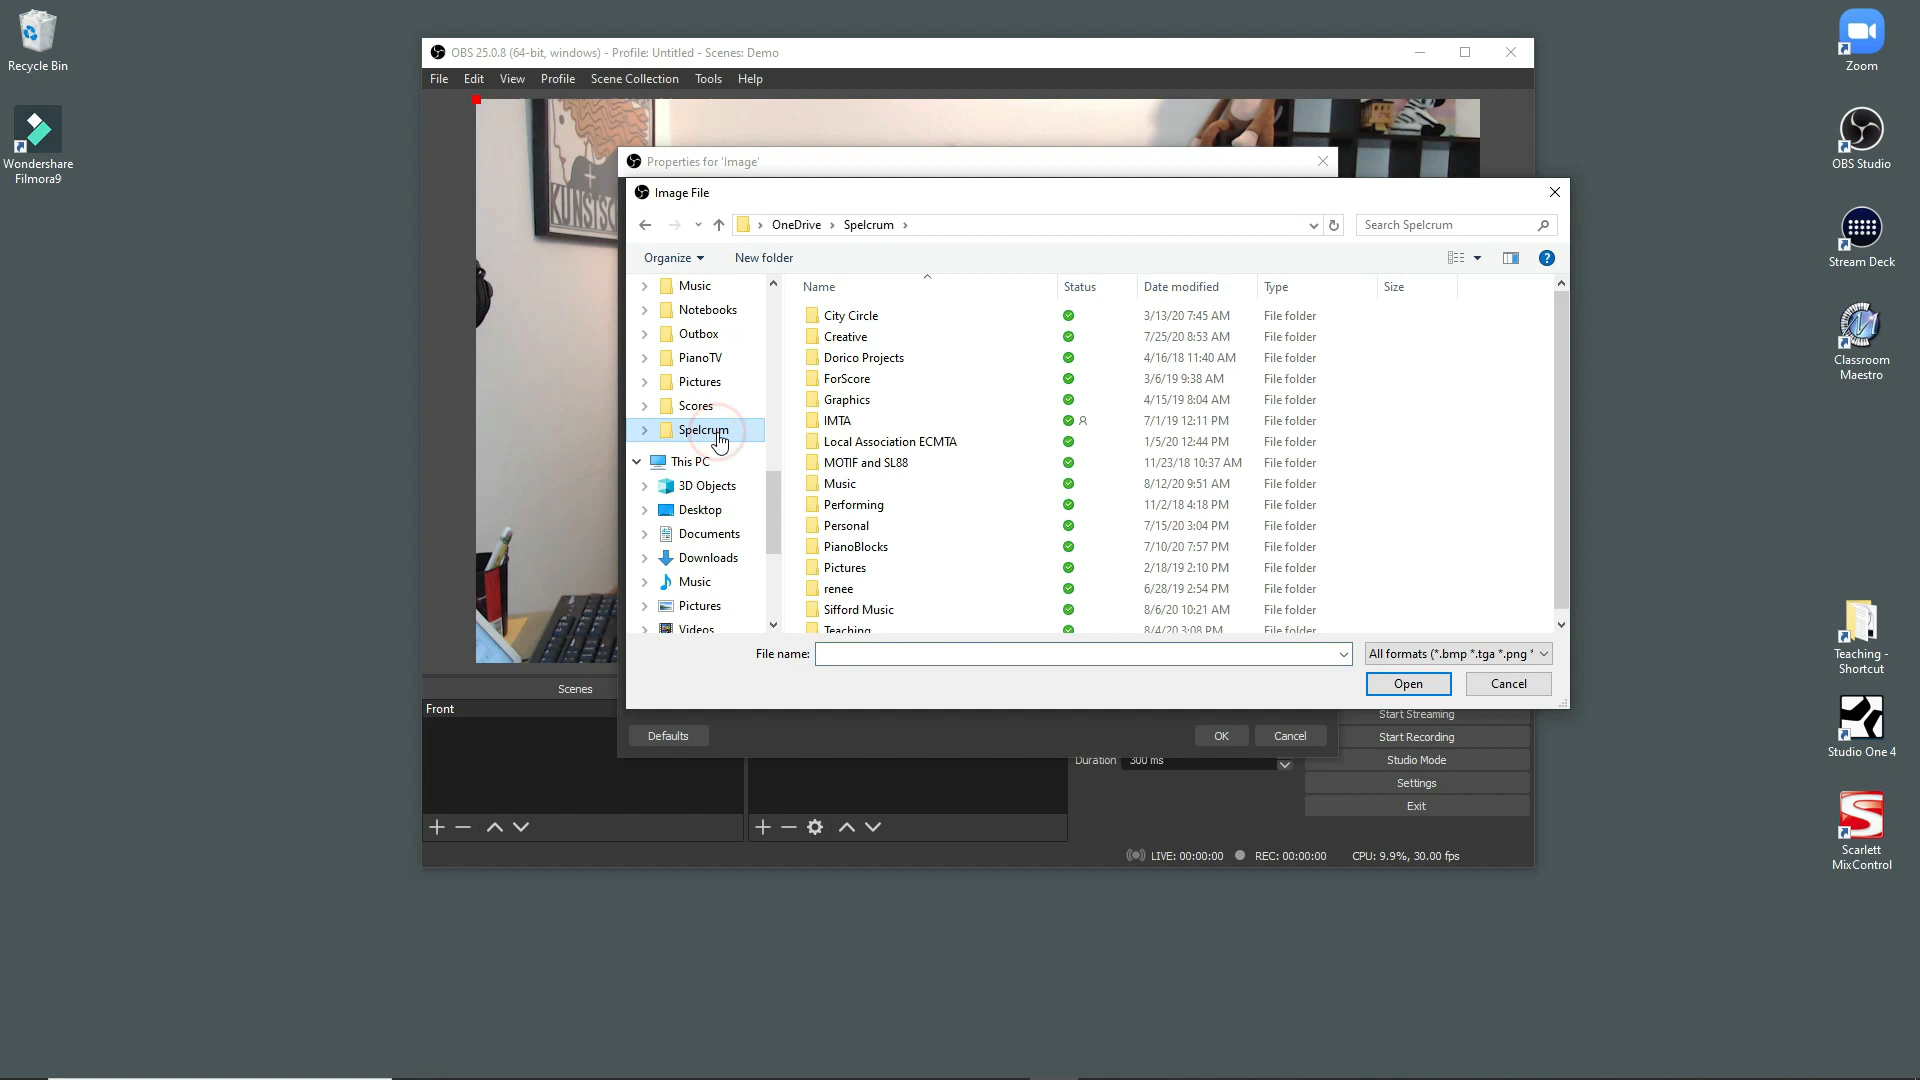 Recycle Bin
Wondershare
Filmora9
Zoom
OBS Studio
Stream Deck
Classroom
Maestro
Teaching -
Shortcut
Studio One 4
Scarlett
MixControl
OBS 25.0.8 (64-bit, windows) - Profile: Untitled - Scenes: Demo
File Edit View Profile Scene Collection Tools Help
KUNSTSC
Properties for 'Image'
Image File
OneDrive › Spelcrum ›
Search Spelcrum
Organize New folder
Music
Notebooks
Outbox
PianoTV
Pictures
Scores
Spelcrum
This PC
3D Objects
Desktop
Documents
Downloads
Music
Pictures
Videos
Name Status Date modified Type Size
City Circle 3/13/20 7:45 AM File folder
Creative 7/25/20 8:53 AM File folder
Dorico Projects 4/16/18 11:40 AM File folder
ForScore 3/6/19 9:38 AM File folder
Graphics 4/15/19 8:04 AM File folder
IMTA 7/1/19 12:11 PM File folder
Local Association ECMTA 1/5/20 12:44 PM File folder
MOTIF and SL88 11/23/18 10:37 AM File folder
Music 8/12/20 9:51 AM File folder
Performing 11/2/18 4:18 PM File folder
Personal 7/15/20 3:04 PM File folder
PianoBlocks 7/10/20 7:57 PM File folder
Pictures 2/18/19 2:10 PM File folder
renee 6/28/19 2:54 PM File folder
Sifford Music 8/6/20 10:21 AM File folder
Teaching 8/4/20 3:08 PM File folder
File name:
All formats (*.bmp *.tga *.png *
Open Cancel
Defaults OK Cancel
Scenes
Front
Duration 300 ms
Start Streaming
Start Recording
Studio Mode
Settings
Exit
LIVE: 00:00:00 REC: 00:00:00 CPU: 9.9%, 30.00 fps